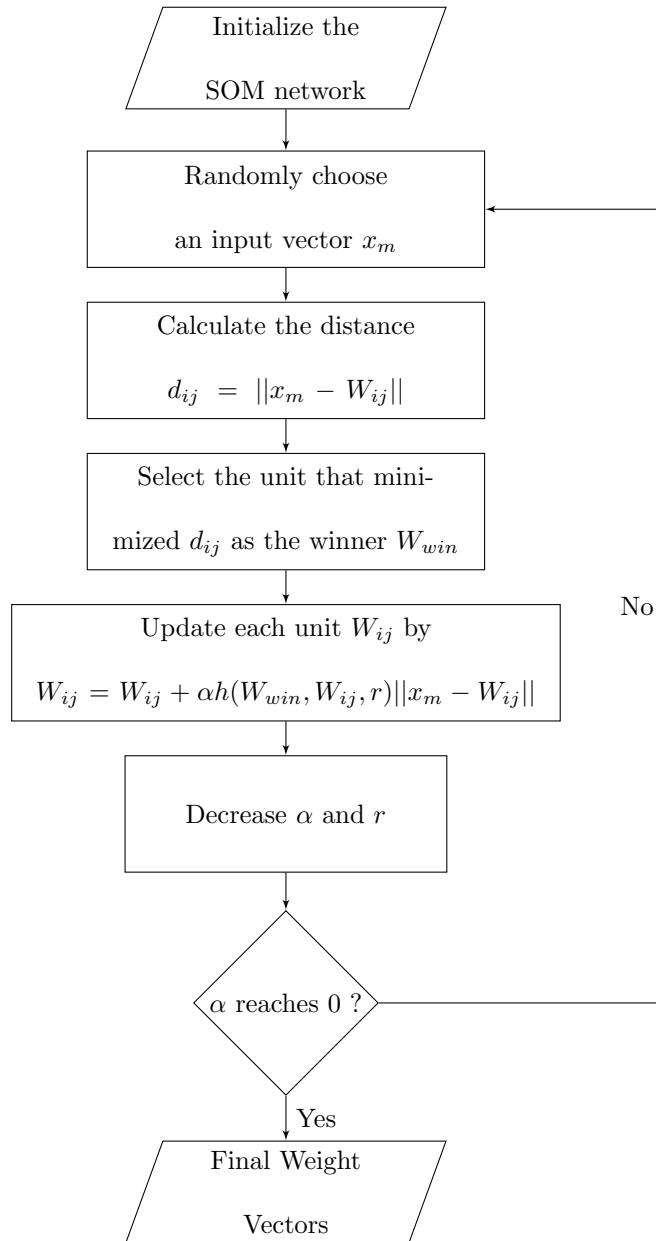 Initialize the
SOM network
Randomly choose
an input vector $x_m$
Calculate the distance
$d_{ij} = ||x_m - W_{ij}||$
Select the unit that mini-
mized $d_{ij}$ as the winner $W_{win}$
Update each unit $W_{ij}$ by
$W_{ij} = W_{ij} + \alpha h(W_{win}, W_{ij}, r)||x_m - W_{ij}||$
No
Decrease $\alpha$ and $r$
$\alpha$ reaches 0 ?
Yes
Final Weight
Vectors